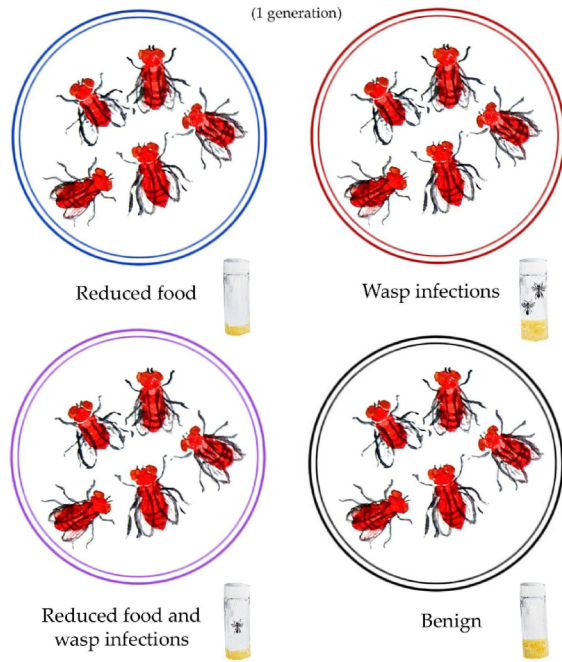 (1 generation)
Reduced food
Wasp infections
Reduced food and
wasp infections
Benign